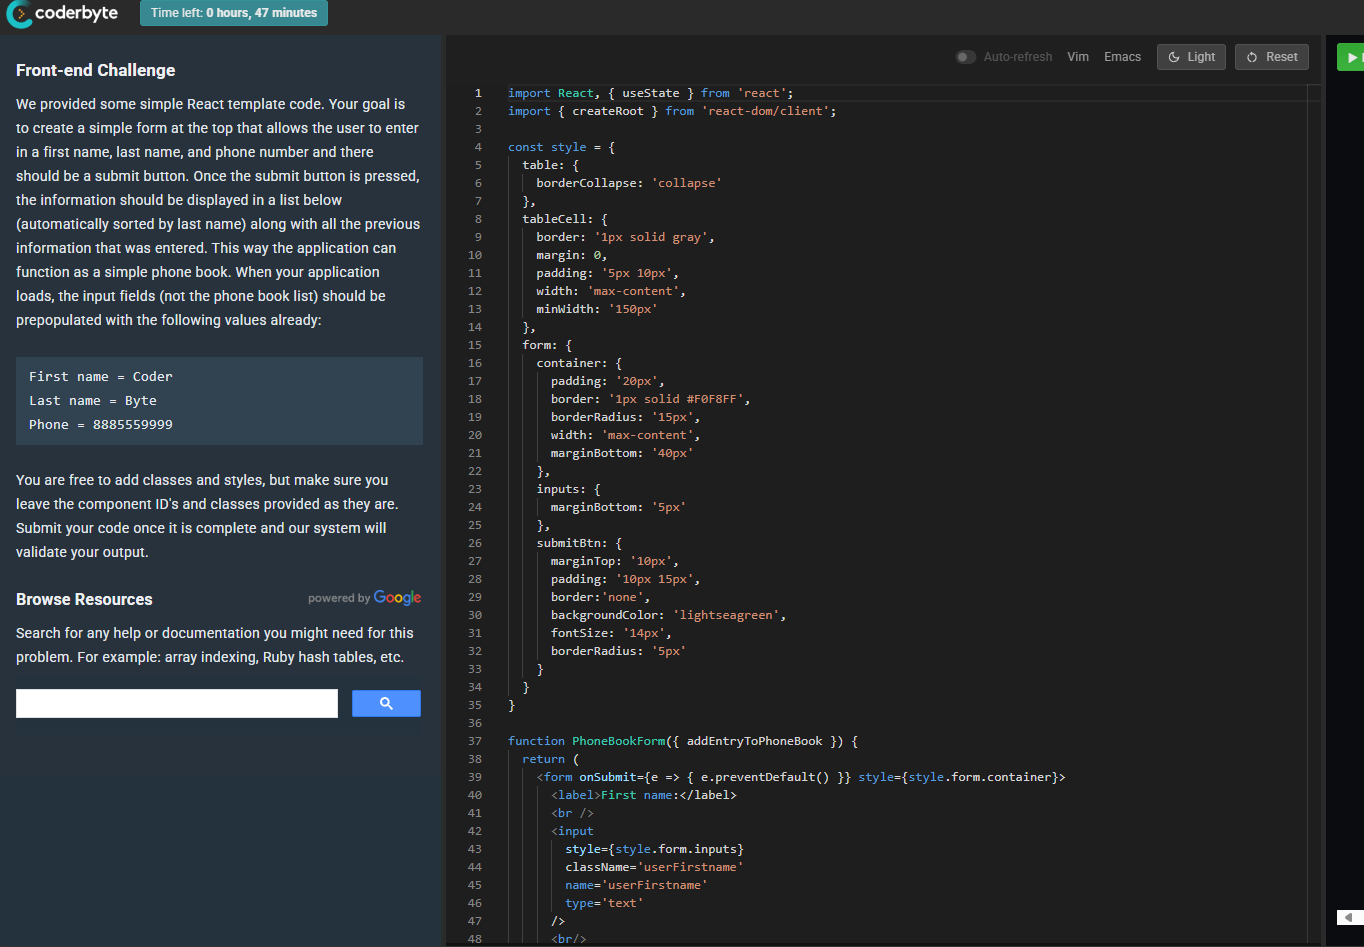 coderbyte
Time left: 0 hours, 47 minutes
Front-end Challenge
We provided some simple React template code. Your goal is
to create a simple form at the top that allows the user to enter
in a first name, last name, and phone number and there
should be a submit button. Once the submit button is pressed,
the information should be displayed in a list below
(automatically sorted by last name) along with all the previous
information that was entered. This way the application can
function as a simple phone book. When your application
loads, the input fields (not the phone book list) should be
prepopulated with the following values already:
First name = Coder
Last name = Byte
Phone = 8885559999
You are free to add classes and styles, but make sure you
leave the component ID's and classes provided as they are.
Submit your code once it is complete and our system will
validate your output.
Browse Resources
powered by Google
Search for any help or documentation you might need for this
problem. For example: array indexing, Ruby hash tables, etc.
Auto-refresh Vim Emacs Light Reset
1 import React, { useState } from 'react';
2 import { createRoot } from 'react-dom/client';
3
4 const style = {
5 table: {
6 borderCollapse: 'collapse'
7 },
8 tableCell: {
9 border: '1px solid gray',
10 margin: 0,
11 padding: '5px 10px',
12 width: 'max-content',
13 minWidth: '150px'
14 },
15 form: {
16 container: {
17 padding: '20px',
18 border: '1px solid #F0F8FF',
19 borderRadius: '15px',
20 width: 'max-content',
21 marginBottom: '40px'
22 },
23 inputs: {
24 marginBottom: '5px'
25 },
26 submitBtn: {
27 marginTop: '10px',
28 padding: '10px 15px',
29 border:'none',
30 backgroundColor: 'lightseagreen',
31 fontSize: '14px',
32 borderRadius: '5px'
33 }
34 }
35 }
36
37 function PhoneBookForm({ addEntryToPhoneBook }) {
38 return (
39 <form onSubmit={e => { e.preventDefault() }} style={style.form.container}>
40 <label>First name:</label>
41 <br />
42 <input
43 style={style.form.inputs}
44 className='userFirstname'
45 name='userFirstname'
46 type='text'
47 />
48 <br/>